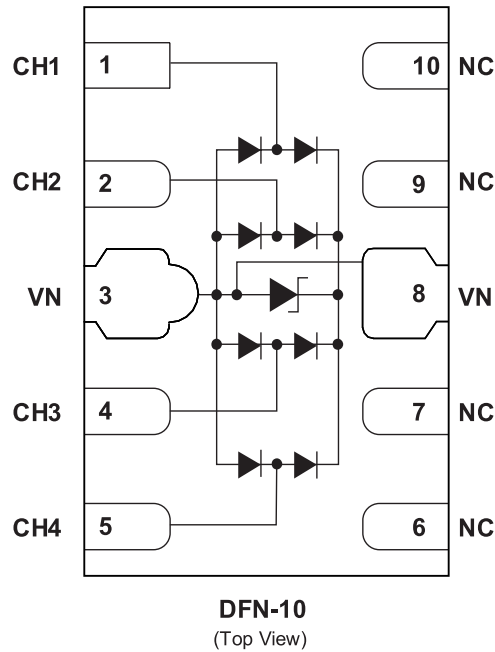 CH1 1 10 NC
CH2 2 9 NC
VN 3 8 VN
CH3 4 7 NC
CH4 5 6 NC
DFN-10
(Top View)